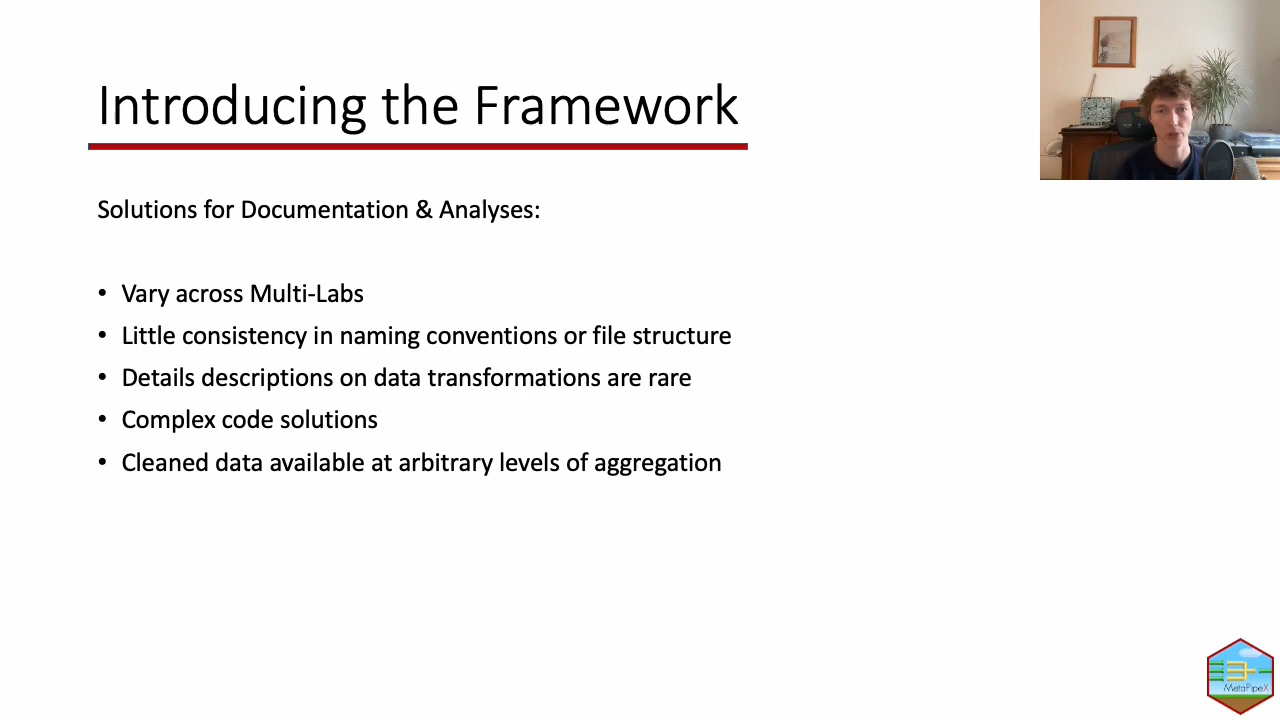 Introducing the Framework
Solutions for Documentation & Analyses:
• Vary across Multi-Labs
• Little consistency in naming conventions or file structure
• Details descriptions on data transformations are rare
• Complex code solutions
• Cleaned data available at arbitrary levels of aggregation
MetaPipeX